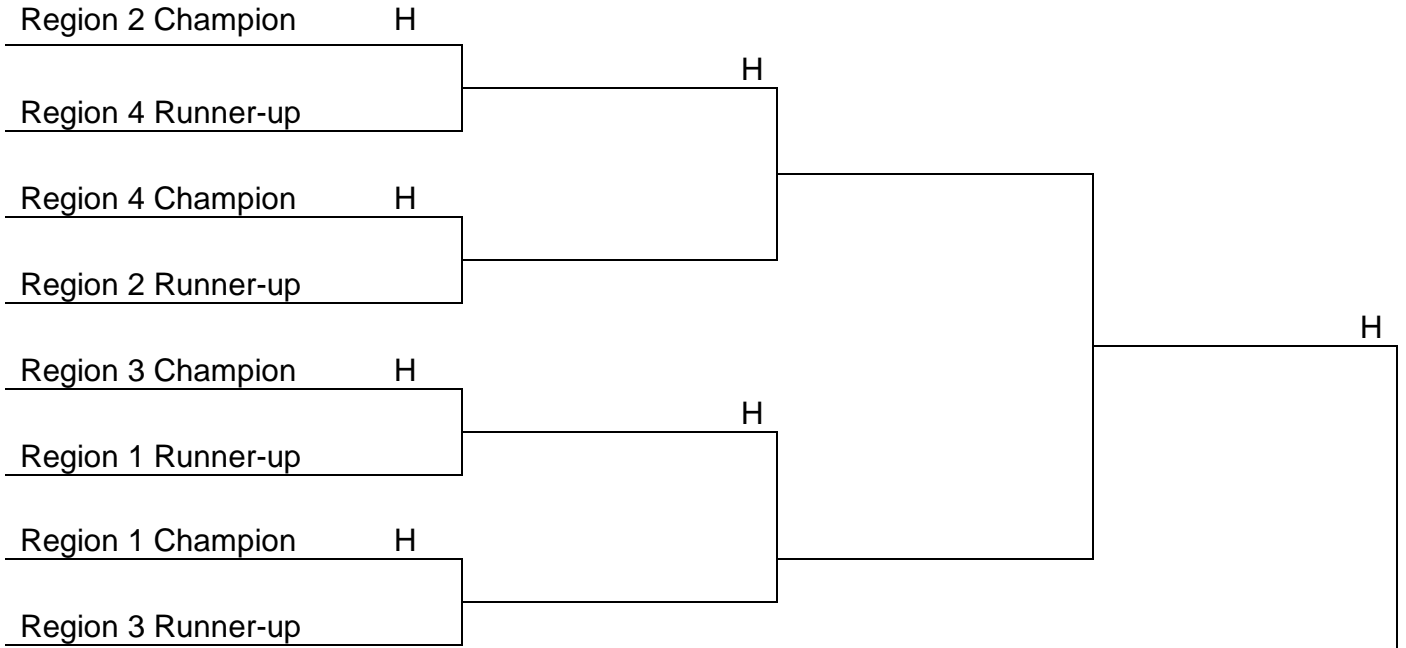 Region 2 Champion H
H
Region 4 Runner-up
Region 4 Champion H
Region 2 Runner-up
H
Region 3 Champion H
H
Region 1 Runner-up
Region 1 Champion H
Region 3 Runner-up